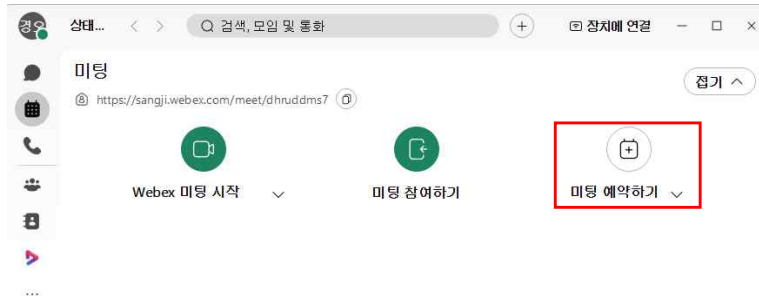 경운
상태...
검색, 모임 및 통화
장치에 연결
미팅
https://sangji.webex.com/meet/dhruddms7
접기
Webex 미팅 시작
미팅 참여하기
미팅 예약하기
...